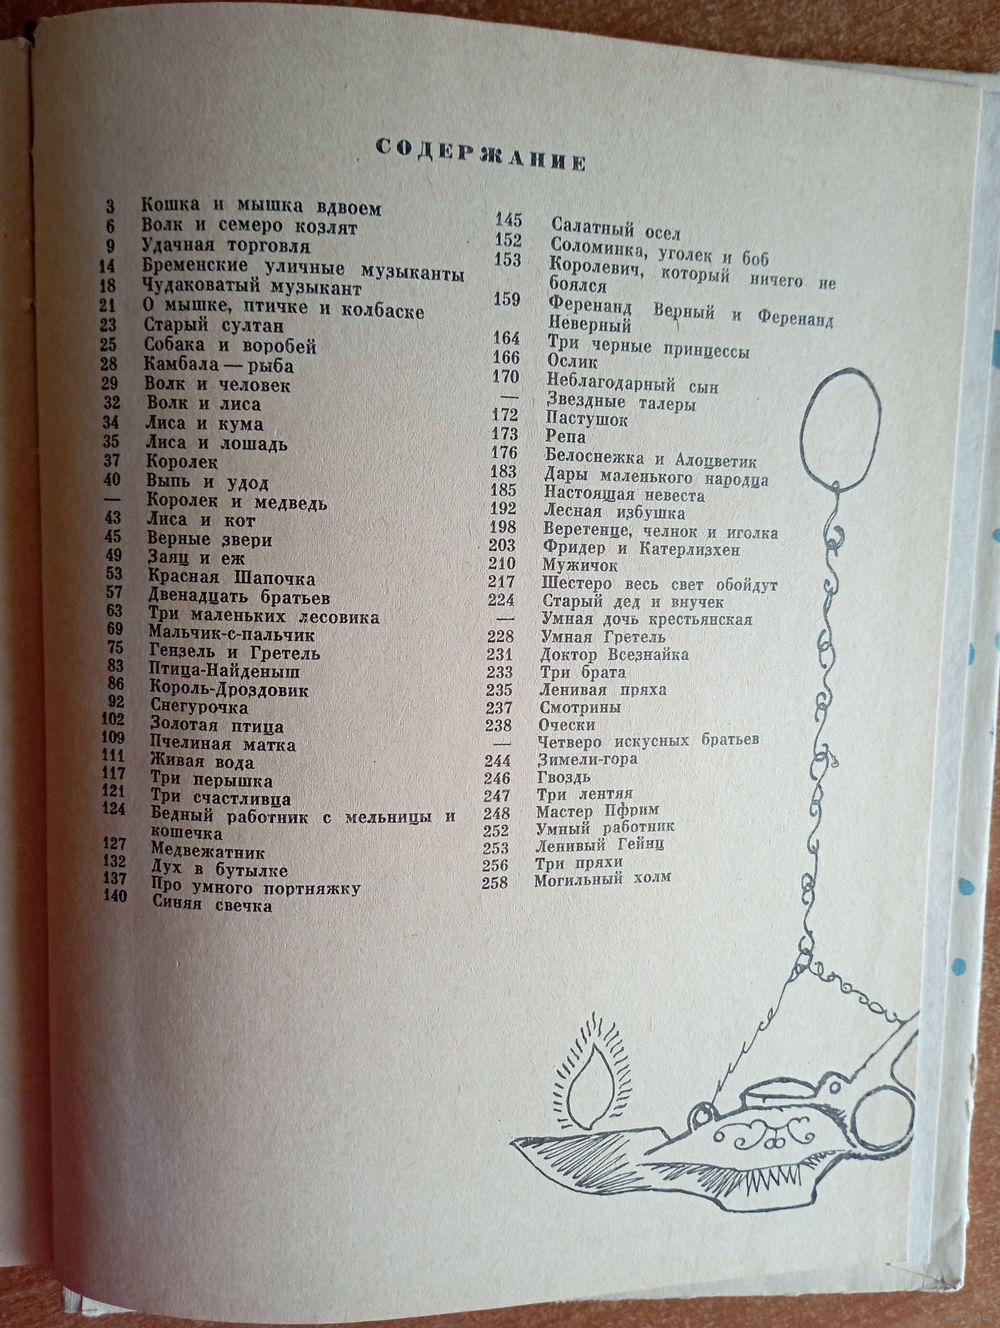 СОДЕРЖАНИЕ
3 Кошка и мышка вдвоем
6 Волк и семеро козлят
9 Удачная торговля
14 Бременские уличные музыканты
18 Чудаковатый музыкант
21 О мышке, птичке и колбаске
23 Старый султан
25 Собака и воробей
28 Камбала — рыба
29 Волк и человек
32 Волк и лиса
34 Лиса и кума
35 Лиса и лошадь
37 Королек
40 Выпь и удод
— Королек и медведь
43 Лиса и кот
45 Верные звери
49 Заяц и еж
53 Красная Шапочка
57 Двенадцать братьев
63 Три маленьких лесовика
69 Мальчик-с-пальчик
75 Гензель и Гретель
83 Птица-Найденыш
86 Король-Дроздовик
92 Снегурочка
102 Золотая птица
109 Пчелиная матка
111 Живая вода
117 Три перышка
121 Три счастливца
124 Бедный работник с мельницы и
кошечка
127 Медвежатник
132 Дух в бутылке
137 Про умного портняжку
140 Синяя свечка
145 Салатный осел
152 Соломинка, уголек и боб
153 Королевич, который ничего не
боялся
159 Ференанд Верный и Ференанд
Неверный
164 Три черные принцессы
166 Ослик
170 Неблагодарный сын
— Звездные талеры
172 Пастушок
173 Репа
176 Белоснежка и Алоцветик
183 Дары маленького народца
185 Настоящая невеста
192 Лесная избушка
198 Веретенце, челнок и иголка
203 Фридер и Катерлизхен
210 Мужичок
217 Шестеро весь свет обойдут
224 Старый дед и внучек
— Умная дочь крестьянская
228 Умная Гретель
231 Доктор Всезнайка
233 Три брата
235 Ленивая пряха
237 Смотрины
238 Очески
— Четверо искусных братьев
244 Зимели-гора
246 Гвоздь
247 Три лентяя
248 Мастер Пфрим
252 Умный работник
253 Ленивый Гейнц
256 Три пряхи
258 Могильный холм